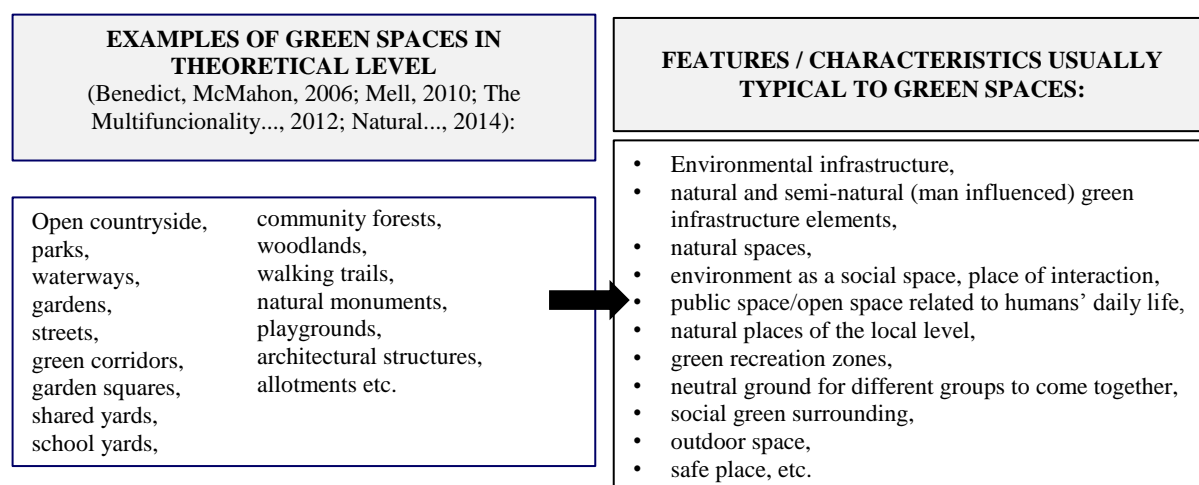 EXAMPLES OF GREEN SPACES IN
THEORETICAL LEVEL
(Benedict, McMahon, 2006; Mell, 2010; The
Multifuncionality..., 2012; Natural..., 2014):
Open countryside,
parks,
waterways,
gardens,
streets,
green corridors,
garden squares,
shared yards,
school yards,
community forests,
woodlands,
walking trails,
natural monuments,
playgrounds,
architectural structures,
allotments etc.
FEATURES / CHARACTERISTICS USUALLY
TYPICAL TO GREEN SPACES:
• Environmental infrastructure,
• natural and semi-natural (man influenced) green
infrastructure elements,
• natural spaces,
• environment as a social space, place of interaction,
• public space/open space related to humans’ daily life,
• natural places of the local level,
• green recreation zones,
• neutral ground for different groups to come together,
• social green surrounding,
• outdoor space,
• safe place, etc.